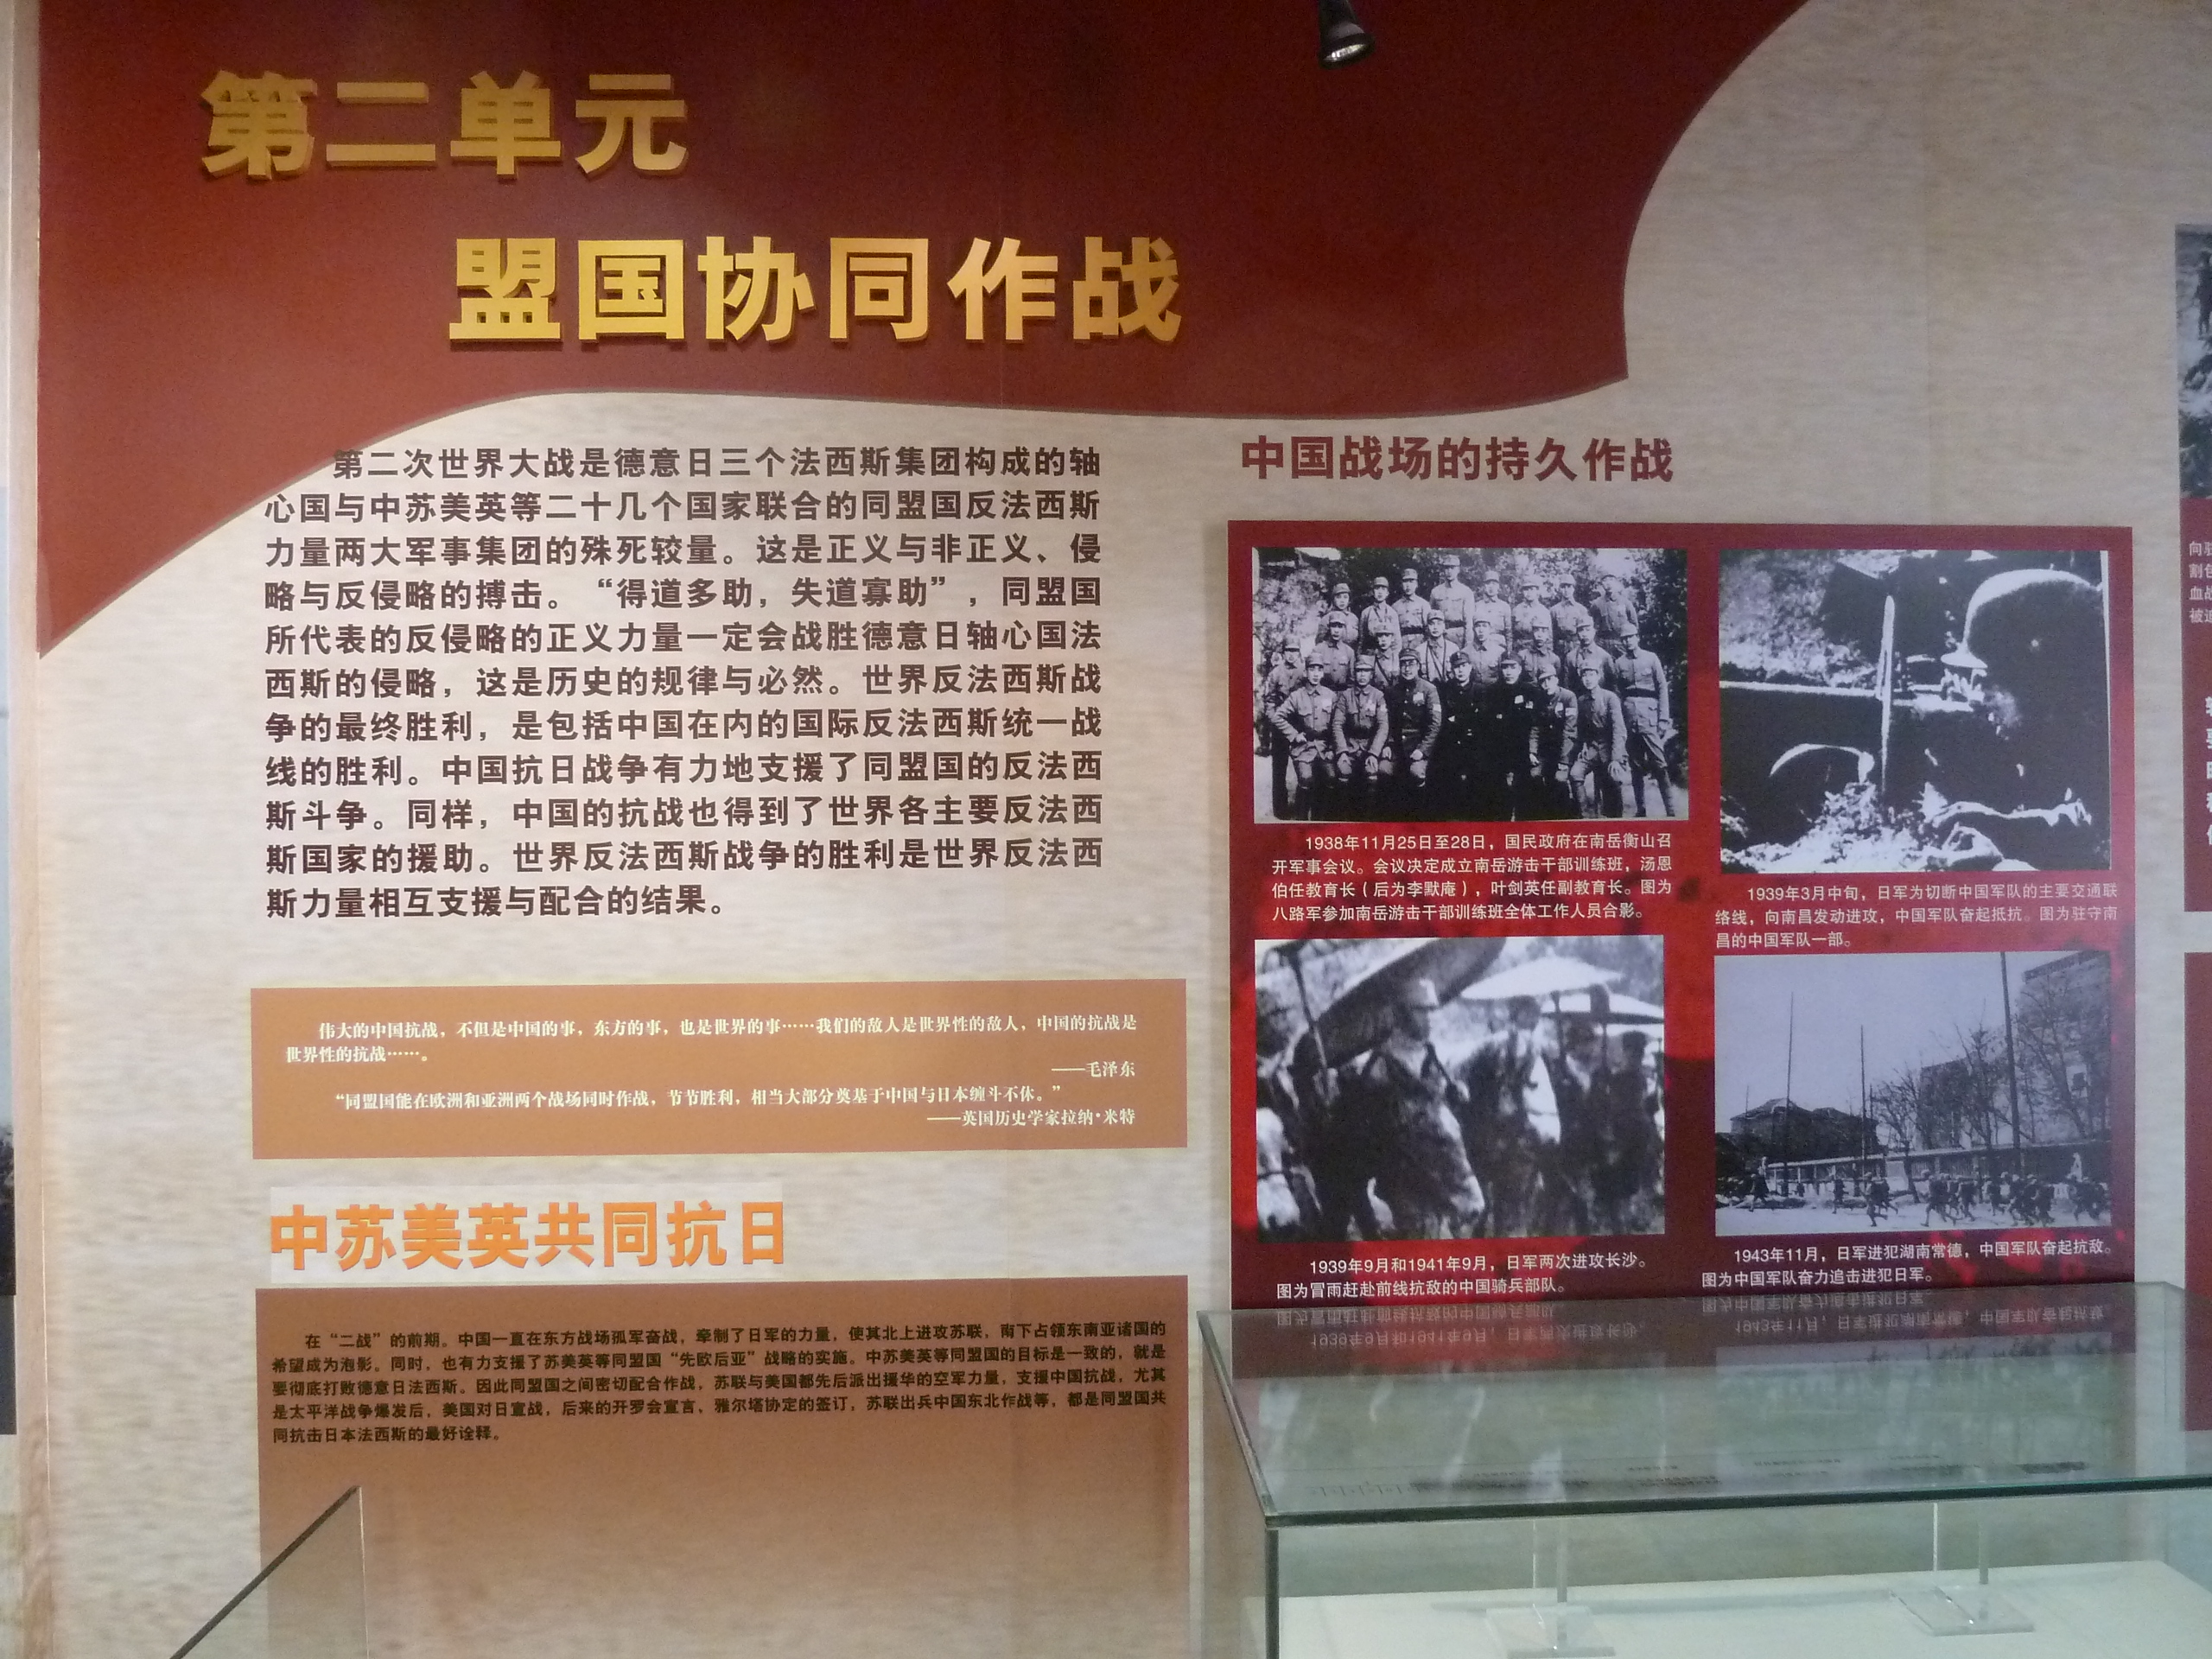 第二单元
盟国协同作战
第二次世界大战是德意日三个法西斯集团构成的轴
心国与中苏美英等二十几个国家联合的同盟国反法西斯
力量两大军事集团的殊死较量。这是正义与非正义、侵
略与反侵略的搏击。“得道多助，失道寡助”，同盟国
所代表的反侵略的正义力量一定会战胜德意日轴心国法
西斯的侵略，这是历史的规律与必然。世界反法西斯战
争的最终胜利，是包括中国在内的国际反法西斯统一战
线的胜利。中国抗日战争有力地支援了同盟国的反法西
斯斗争。同样，中国的抗战也得到了世界各主要反法西
斯国家的援助。世界反法西斯战争的胜利是世界反法西
斯力量相互支援与配合的结果。
伟大的中国抗战，不但是中国的事，东方的事，也是世界的事……我们的敌人是世界性的敌人，中国的抗战是
世界性的抗战……。
——毛泽东
“同盟国能在欧洲和亚洲两个战场同时作战，节节胜利，相当大部分奠基于中国与日本缠斗不休。”
——英国历史学家拉纳·米特
中苏美英共同抗日
在“二战”的前期。中国一直在东方战场孤军奋战，牵制了日军的力量，使其北上进攻苏联，南下占领东南亚诸国的
希望成为泡影。同时，也有力支援了苏美英等同盟国“先欧后亚”战略的实施。中苏美英等同盟国的目标是一致的，就是
要彻底打败德意日法西斯。因此同盟国之间密切配合作战，苏联与美国都先后派出援华的空军力量，支援中国抗战，尤其
是太平洋战争爆发后，美国对日宣战，后来的开罗会宣言、雅尔塔协定的签订，苏联出兵中国东北作战等，都是同盟国共
同抗击日本法西斯的最好诠释。
中国战场的持久作战
1938年11月25日至28日，国民政府在南岳衡山召
开军事会议。会议决定成立南岳游击干部训练班，汤恩
伯任教育长（后为李默庵），叶剑英任副教育长。图为
八路军参加南岳游击干部训练班全体工作人员合影。
1939年3月中旬，日军为切断中国军队的主要交通联
络线，向南昌发动进攻，中国军队奋起抵抗。图为驻守南
昌的中国军队一部。
1939年9月和1941年9月，日军两次进攻长沙。
图为冒雨赶赴前线抗敌的中国骑兵部队。
1943年11月，日军进犯湖南常德，中国军队奋起抗敌。
图为中国军队奋力追击进犯日军。